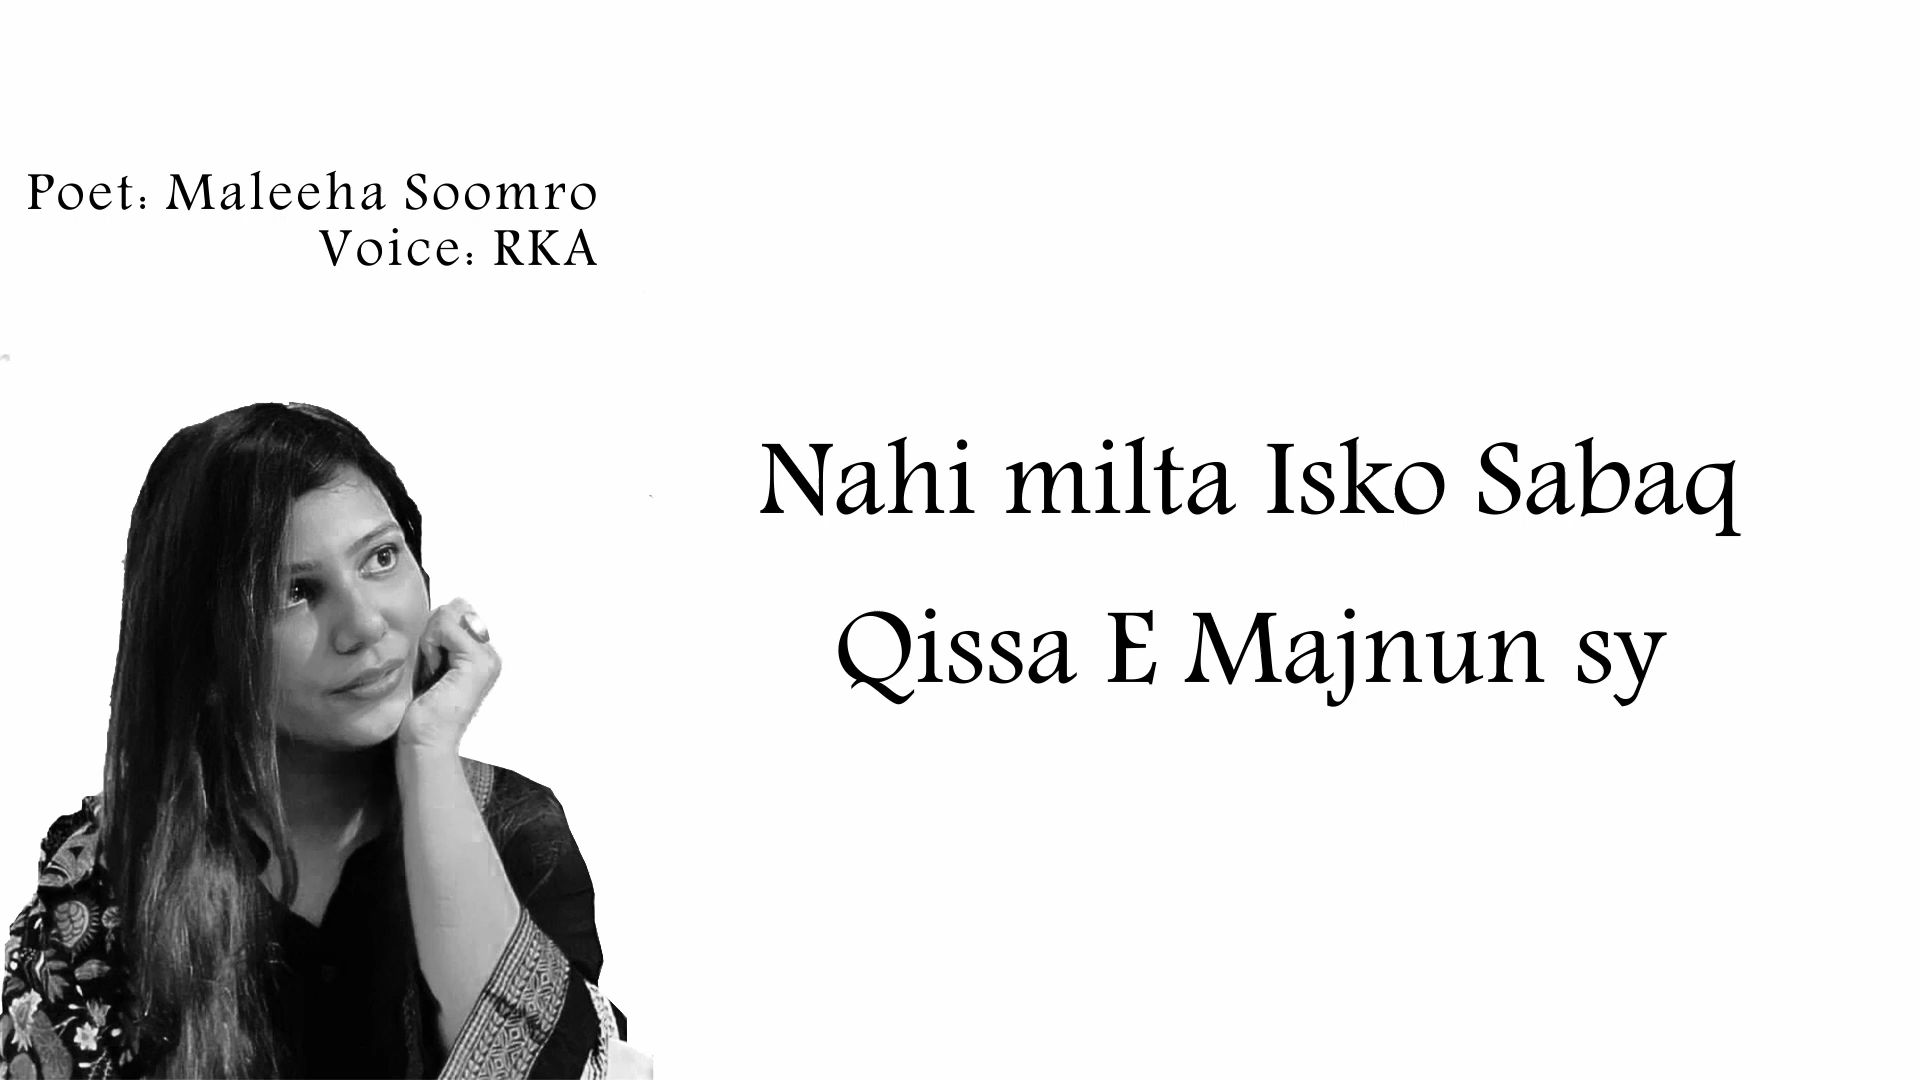 Poet: Maleeha Soomro
Voice: RKA
Nahi milta Isko Sabaq
Qissa E Majnun sy